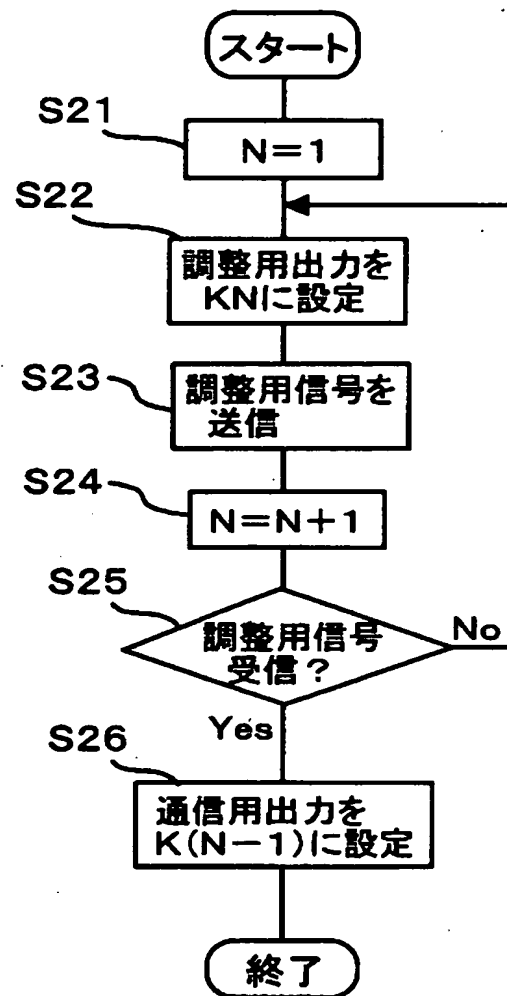 スタート
S21
N=1
S22
調整用出力を
KNに設定
S23
調整用信号を
送信
S24
N=N+1
S25
調整用信号
受信?
No
Yes
S26
通信用出力を
K(N-1)に設定
終了